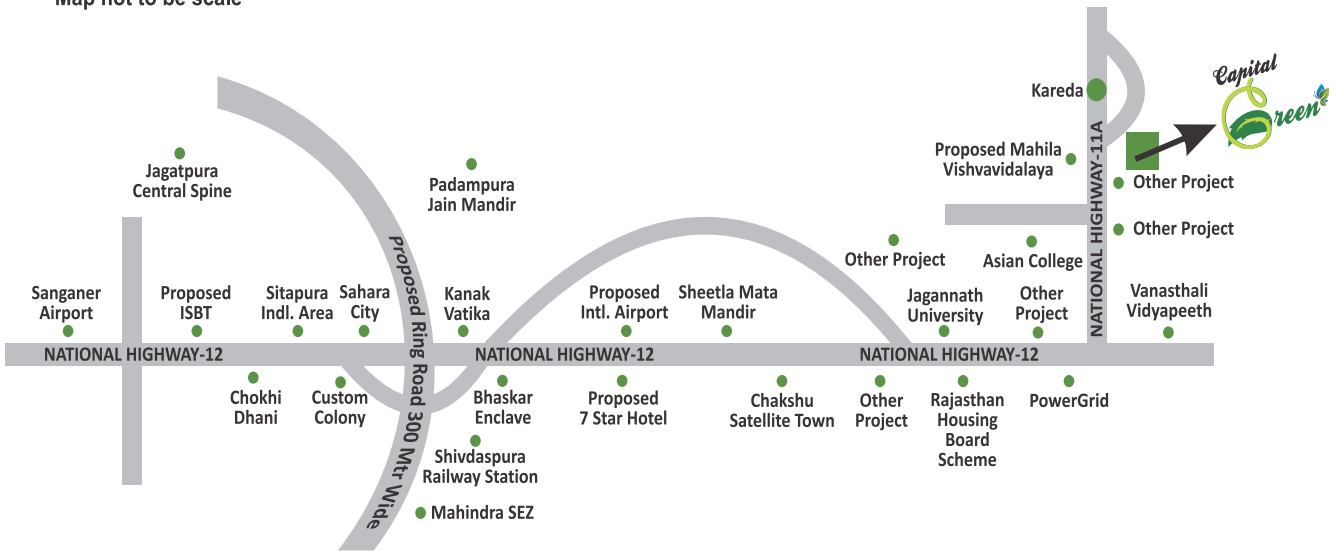 Map not to be scale
Capital
Green
Kareda
Proposed Mahila
Vishvavidalaya
NATIONAL HIGHWAY-11A
Other Project
Other Project
Jagatpura
Central Spine
Padampura
Jain Mandir
Proposed Ring Road 300 Mtr Wide
Other Project
Asian College
Sanganer
Airport
Proposed
ISBT
Sitapura
Indl. Area
Sahara
City
Kanak
Vatika
Proposed
Intl. Airport
Sheetla Mata
Mandir
Jagannath
University
Other
Project
Vanasthali
Vidyapeeth
NATIONAL HIGHWAY-12
NATIONAL HIGHWAY-12
NATIONAL HIGHWAY-12
Chokhi
Dhani
Custom
Colony
Bhaskar
Enclave
Proposed
7 Star Hotel
Chakshu
Satellite Town
Other
Project
Rajasthan
Housing
Board
Scheme
PowerGrid
Shivdaspura
Railway Station
Mahindra SEZ